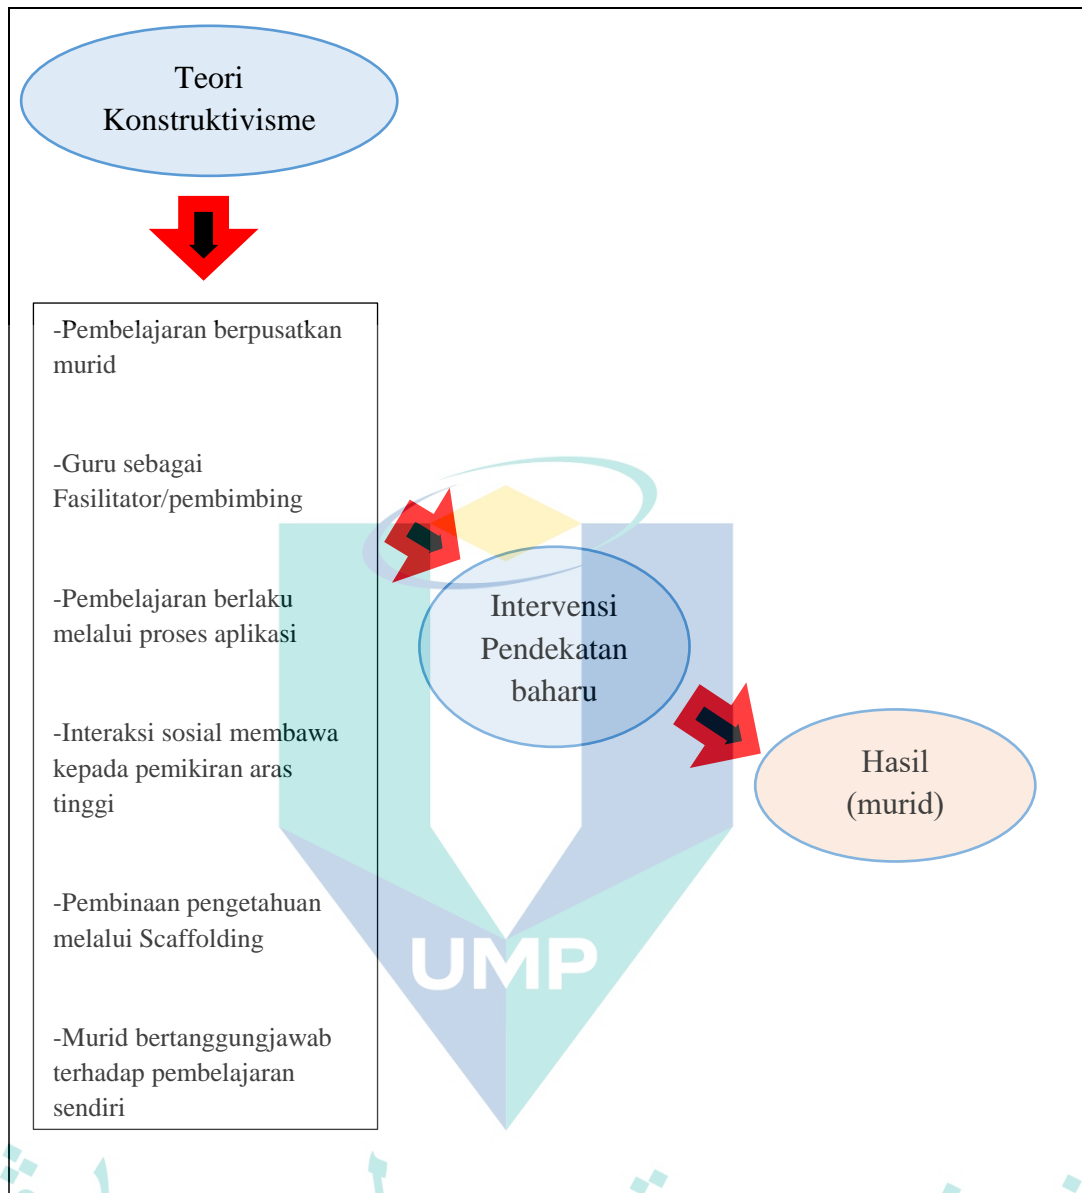 Teori
Konstruktivisme
-Pembelajaran berpusatkan
murid
-Guru sebagai
Fasilitator/pembimbing
-Pembelajaran berlaku
melalui proses aplikasi
-Interaksi sosial membawa
kepada pemikiran aras
tinggi
-Pembinaan pengetahuan
melalui Scaffolding
-Murid bertanggungjawab
terhadap pembelajaran
sendiri
Intervensi
Pendekatan
baharu
Hasil
(murid)
UMP